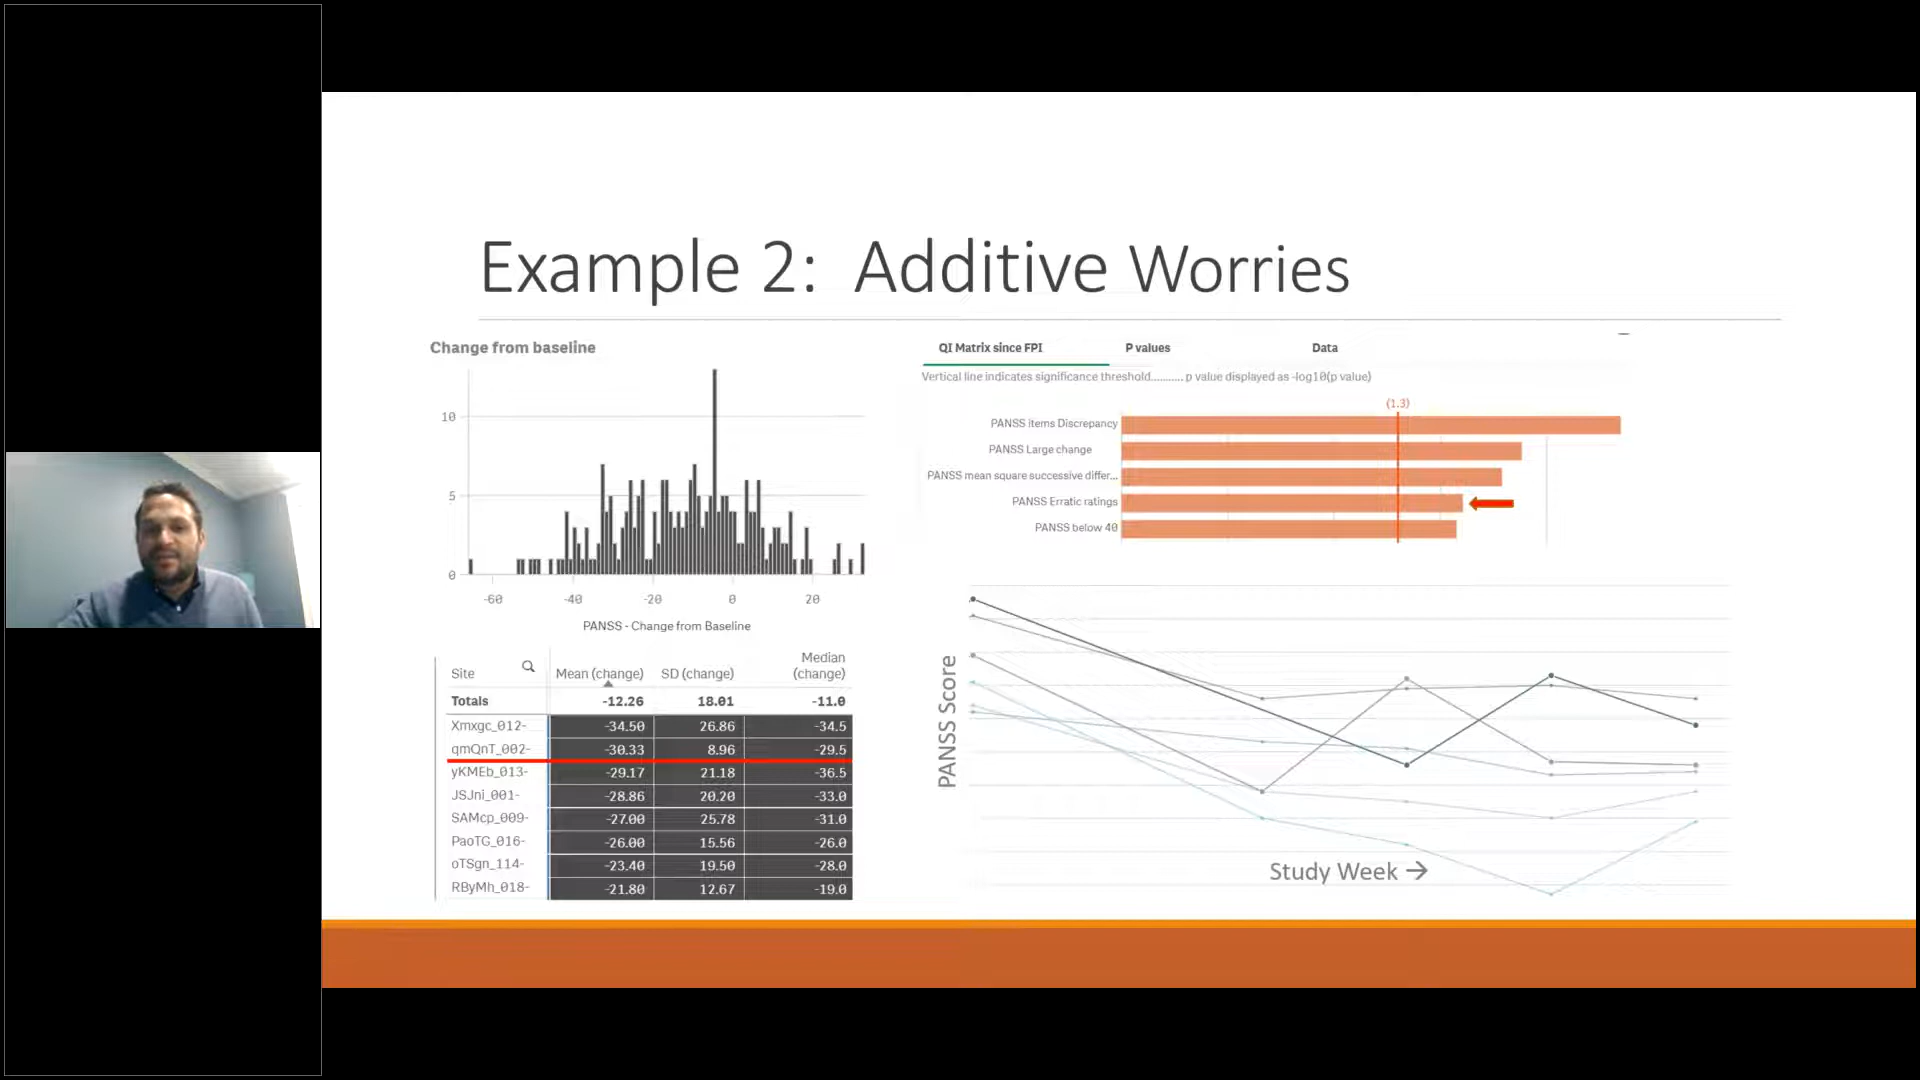 Example 2:  Additive Worries
Change from baseline
10
5
0
-60 -40 -20 0 20
PANSS - Change from Baseline
Site Mean (change) SD (change) Median (change)
Totals -12.26 18.01 -11.0
Xmxgc_012- -34.50 26.86 -34.5
qmQnT_002- -30.33 8.96 -29.5
yKMEb_013- -29.17 21.18 -36.5
JSJni_001- -28.86 20.20 -33.0
SAMcp_009- -27.00 25.78 -31.0
PaoTG_016- -26.00 15.56 -26.0
oTSgn_114- -23.40 19.50 -28.0
RByMh_018- -21.80 12.67 -19.0
QI Matrix since FPI P values Data
Vertical line indicates significance threshold.......... p value displayed as -log10(p value)
(1.3)
PANSS Items Discrepancy
PANSS Large change
PANSS mean square successive differ...
PANSS Erratic ratings
PANSS below 40
PANSS Score
Study Week →